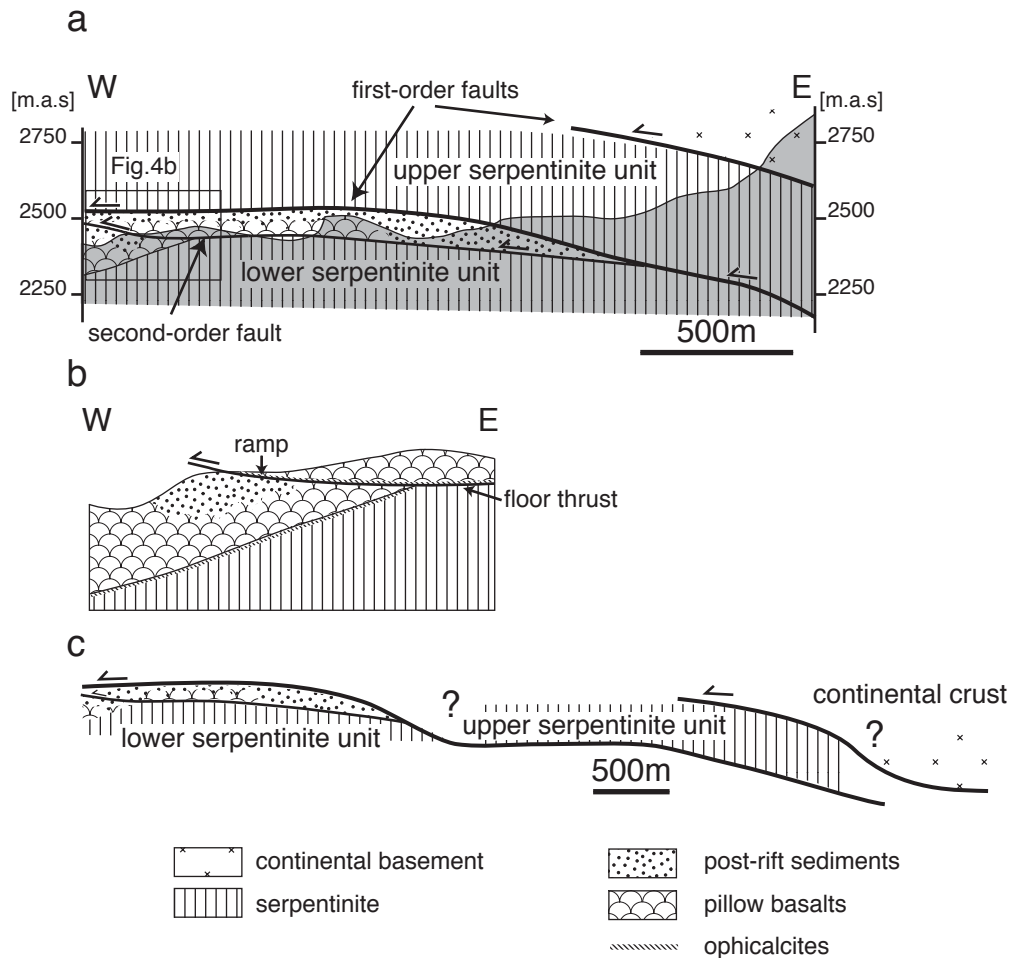 a
W
E
[m.a.s]
[m.a.s]
first-order faults
2750
2750
Fig.4b
upper serpentinite unit
2500
2500
lower serpentinite unit
2250
2250
second-order fault
500m
b
W
E
ramp
floor thrust
c
?
continental crust
upper serpentinite unit
?
lower serpentinite unit
500m
continental basement
post-rift sediments
serpentinite
pillow basalts
ophicalcites